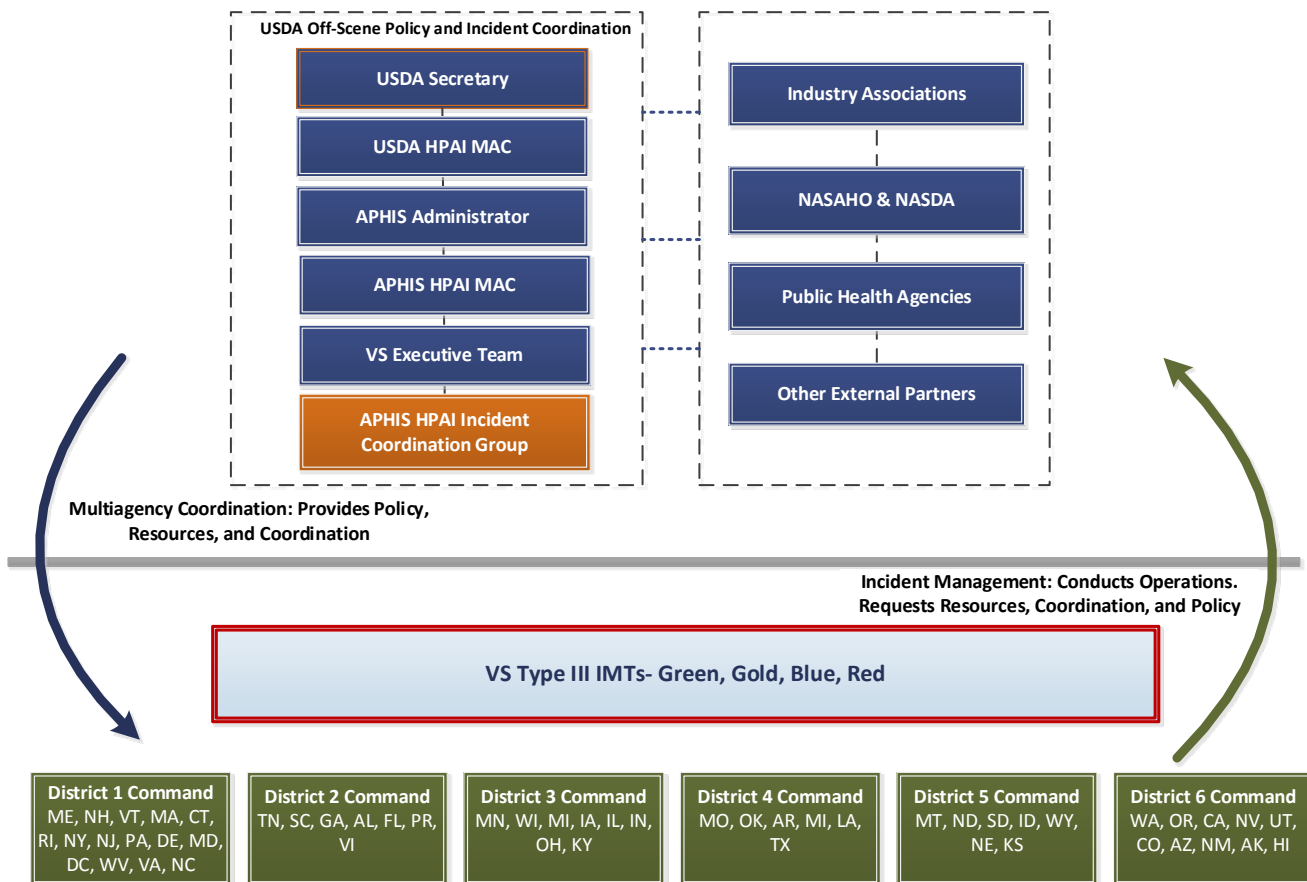 USDA Off-Scene Policy and Incident Coordination
USDA Secretary
USDA HPAI MAC
APHIS Administrator
APHIS HPAI MAC
VS Executive Team
APHIS HPAI Incident
Coordination Group
Industry Associations
NASAHO & NASDA
Public Health Agencies
Other External Partners
Multiagency Coordination: Provides Policy,
Resources, and Coordination
Incident Management: Conducts Operations.
Requests Resources, Coordination, and Policy
VS Type III IMTs- Green, Gold, Blue, Red
District 1 Command
ME, NH, VT, MA, CT,
RI, NY, NJ, PA, DE, MD,
DC, WV, VA, NC
District 2 Command
TN, SC, GA, AL, FL, PR,
VI
District 3 Command
MN, WI, MI, IA, IL, IN,
OH, KY
District 4 Command
MO, OK, AR, MI, LA,
TX
District 5 Command
MT, ND, SD, ID, WY,
NE, KS
District 6 Command
WA, OR, CA, NV, UT,
CO, AZ, NM, AK, HI